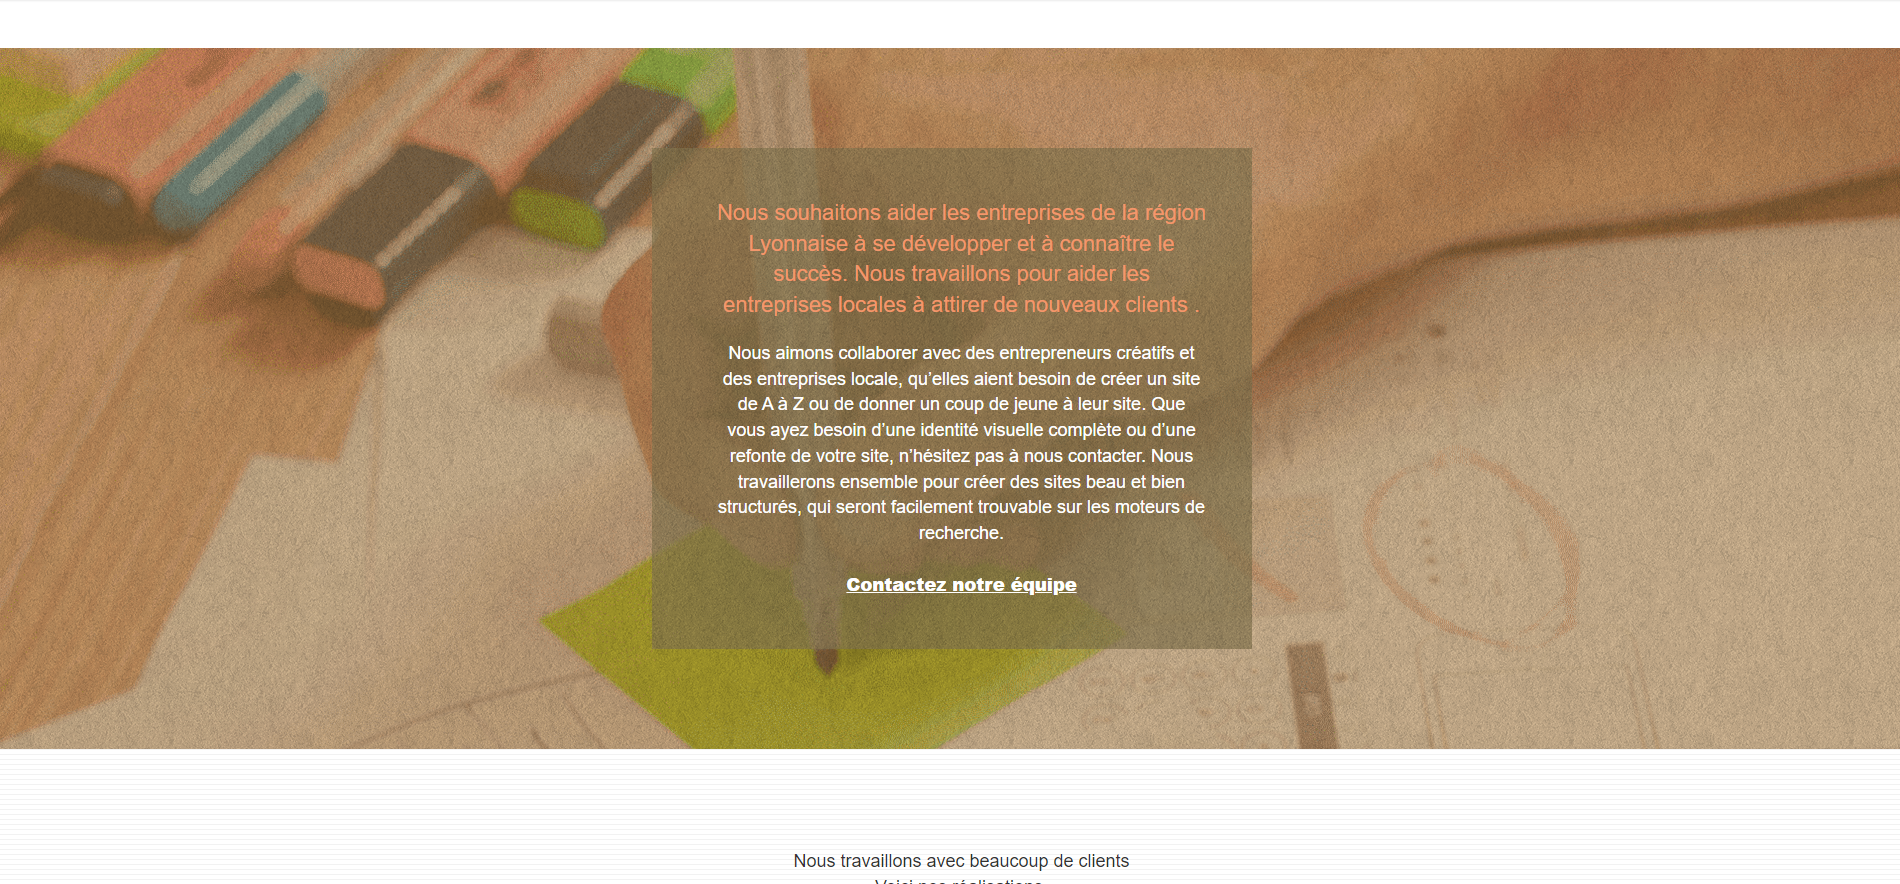 Nous souhaitons aider les entreprises de la région
Lyonnaise à se développer et à connaître le
succès. Nous travaillons pour aider les
entreprises locales à attirer de nouveaux clients .
Nous aimons collaborer avec des entrepreneurs créatifs et
des entreprises locale, qu’elles aient besoin de créer un site
de A à Z ou de donner un coup de jeune à leur site. Que
vous ayez besoin d’une identité visuelle complète ou d’une
refonte de votre site, n’hésitez pas à nous contacter. Nous
travaillerons ensemble pour créer des sites beau et bien
structurés, qui seront facilement trouvable sur les moteurs de
recherche.
Contactez notre équipe
Nous travaillons avec beaucoup de clients
Voici nos réalisations